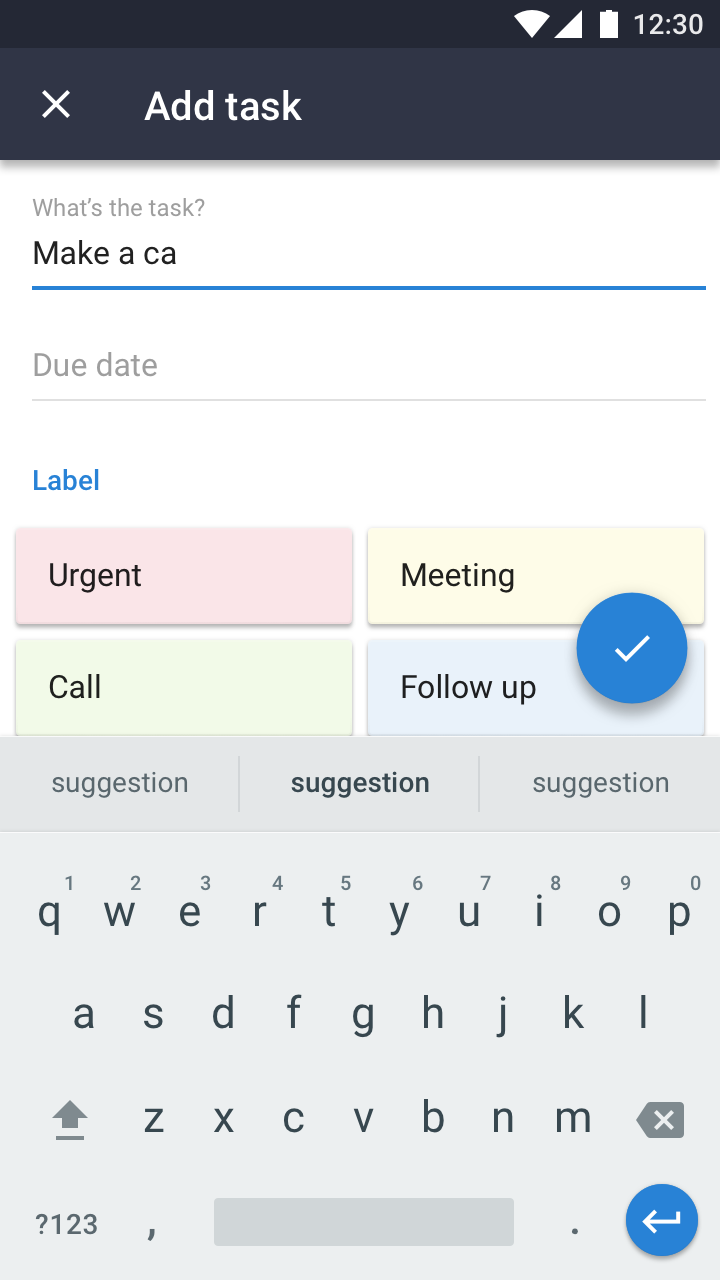 12:30
Add task
What’s the task?
Make a ca
Due date
Label
Urgent Meeting
Call Follow up
suggestion suggestion suggestion
1 2 3 4 5 6 7 8 9 0
q w e r t y u i o p
a s d f g h j k l
z x c v b n m
?123 , .